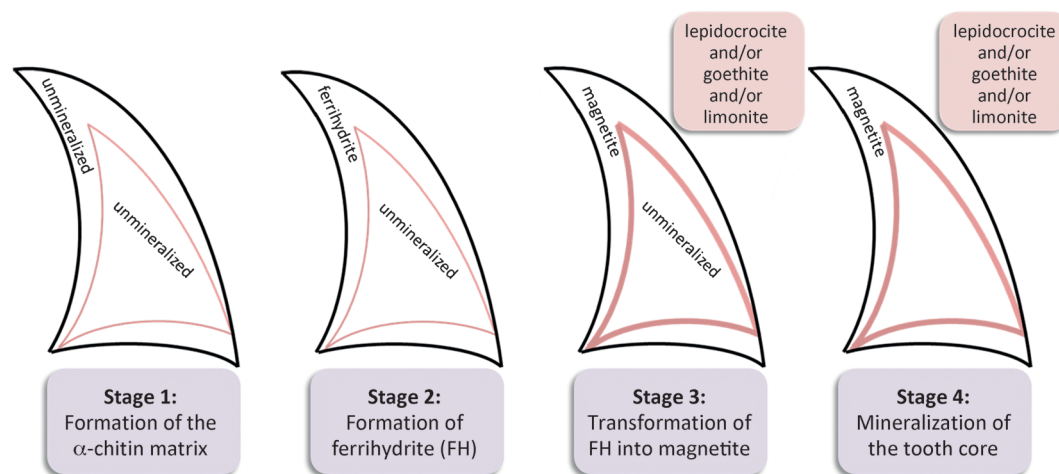 unmineralized
unmineralized
Stage 1:
Formation of the
α-chitin matrix
ferrihydrite
unmineralized
Stage 2:
Formation of
ferrihydrite (FH)
lepidocrocite
and/or
goethite
and/or
limonite
magnetite
unmineralized
Stage 3:
Transformation of
FH into magnetite
lepidocrocite
and/or
goethite
and/or
limonite
magnetite
Stage 4:
Mineralization of
the tooth core